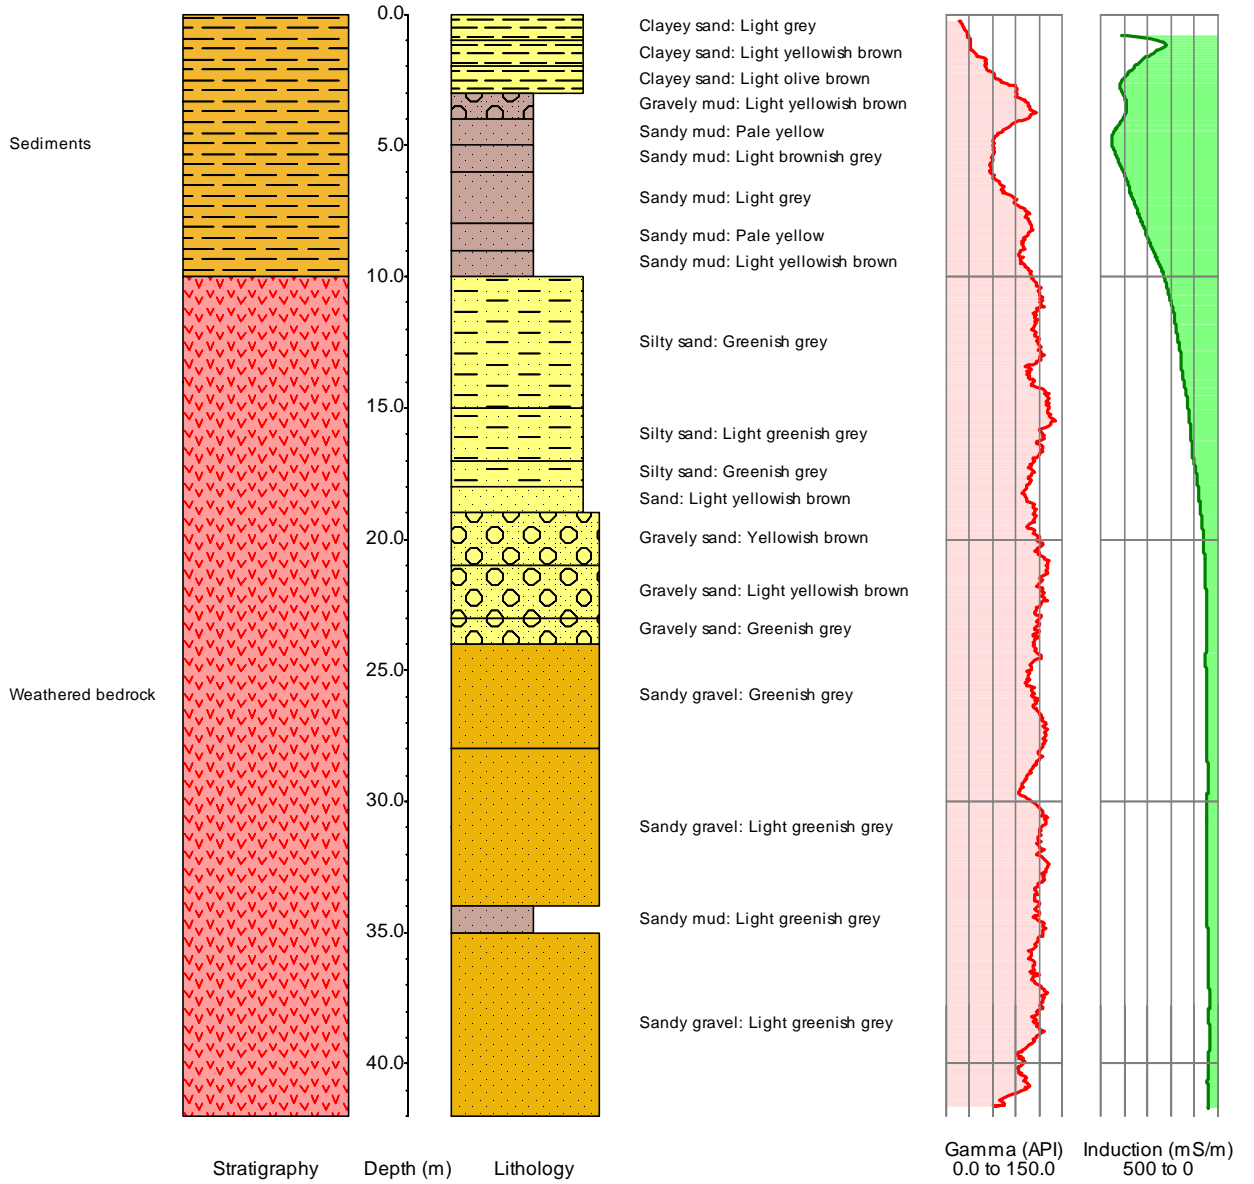 0.0
Clayey sand: Light grey
Clayey sand: Light yellowish brown
Clayey sand: Light olive brown
Gravely mud: Light yellowish brown
Sandy mud: Pale yellow
Sediments
5.0
Sandy mud: Light brownish grey
Sandy mud: Light grey
Sandy mud: Pale yellow
Sandy mud: Light yellowish brown
10.0
Silty sand: Greenish grey
15.0
Silty sand: Light greenish grey
Silty sand: Greenish grey
Sand: Light yellowish brown
20.0
Gravely sand: Yellowish brown
Gravely sand: Light yellowish brown
Gravely sand: Greenish grey
25.0
Weathered bedrock
Sandy gravel: Greenish grey
30.0
Sandy gravel: Light greenish grey
Sandy mud: Light greenish grey
35.0
Sandy gravel: Light greenish grey
40.0
Stratigraphy
Depth (m)
Lithology
Gamma (API)
0.0 to 150.0
Induction (mS/m)
500 to 0